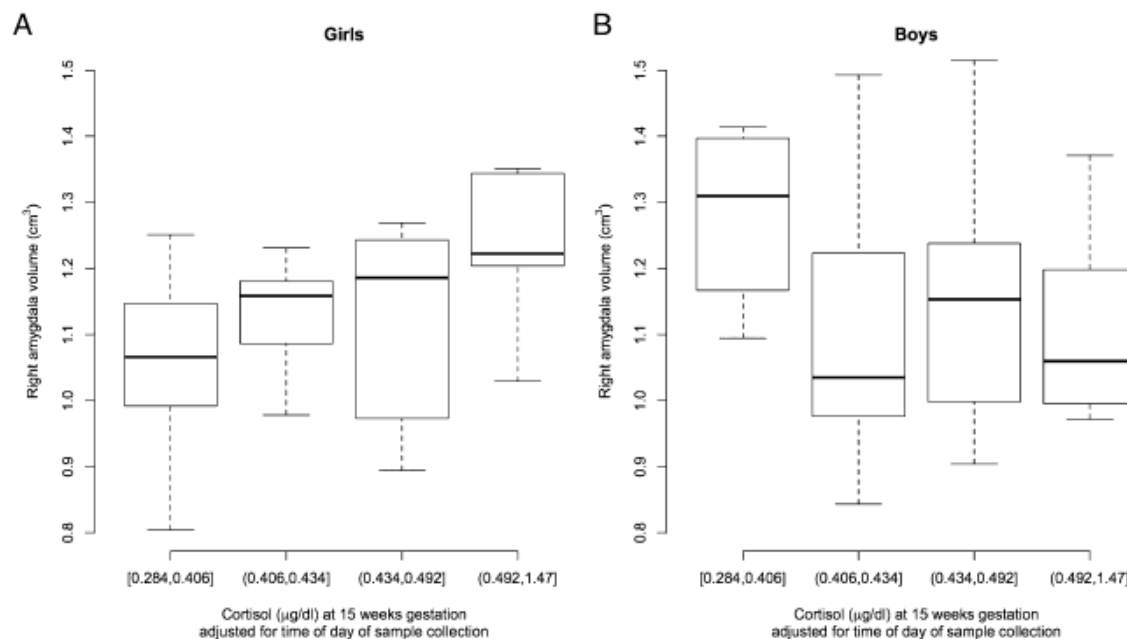 A
Girls
1.5
1.4
1.3
1.2
1.1
1.0
0.9
0.8
Right amygdala volume (cm³)
[0.284,0.406] (0.406,0.434] (0.434,0.492] (0.492,1.47]
Cortisol (μg/dl) at 15 weeks gestation
adjusted for time of day of sample collection
B
Boys
1.5
1.4
1.3
1.2
1.1
1.0
0.9
0.8
Right amygdala volume (cm³)
[0.284,0.406] (0.406,0.434] (0.434,0.492] (0.492,1.47]
Cortisol (μg/dl) at 15 weeks gestation
adjusted for time of day of sample collection